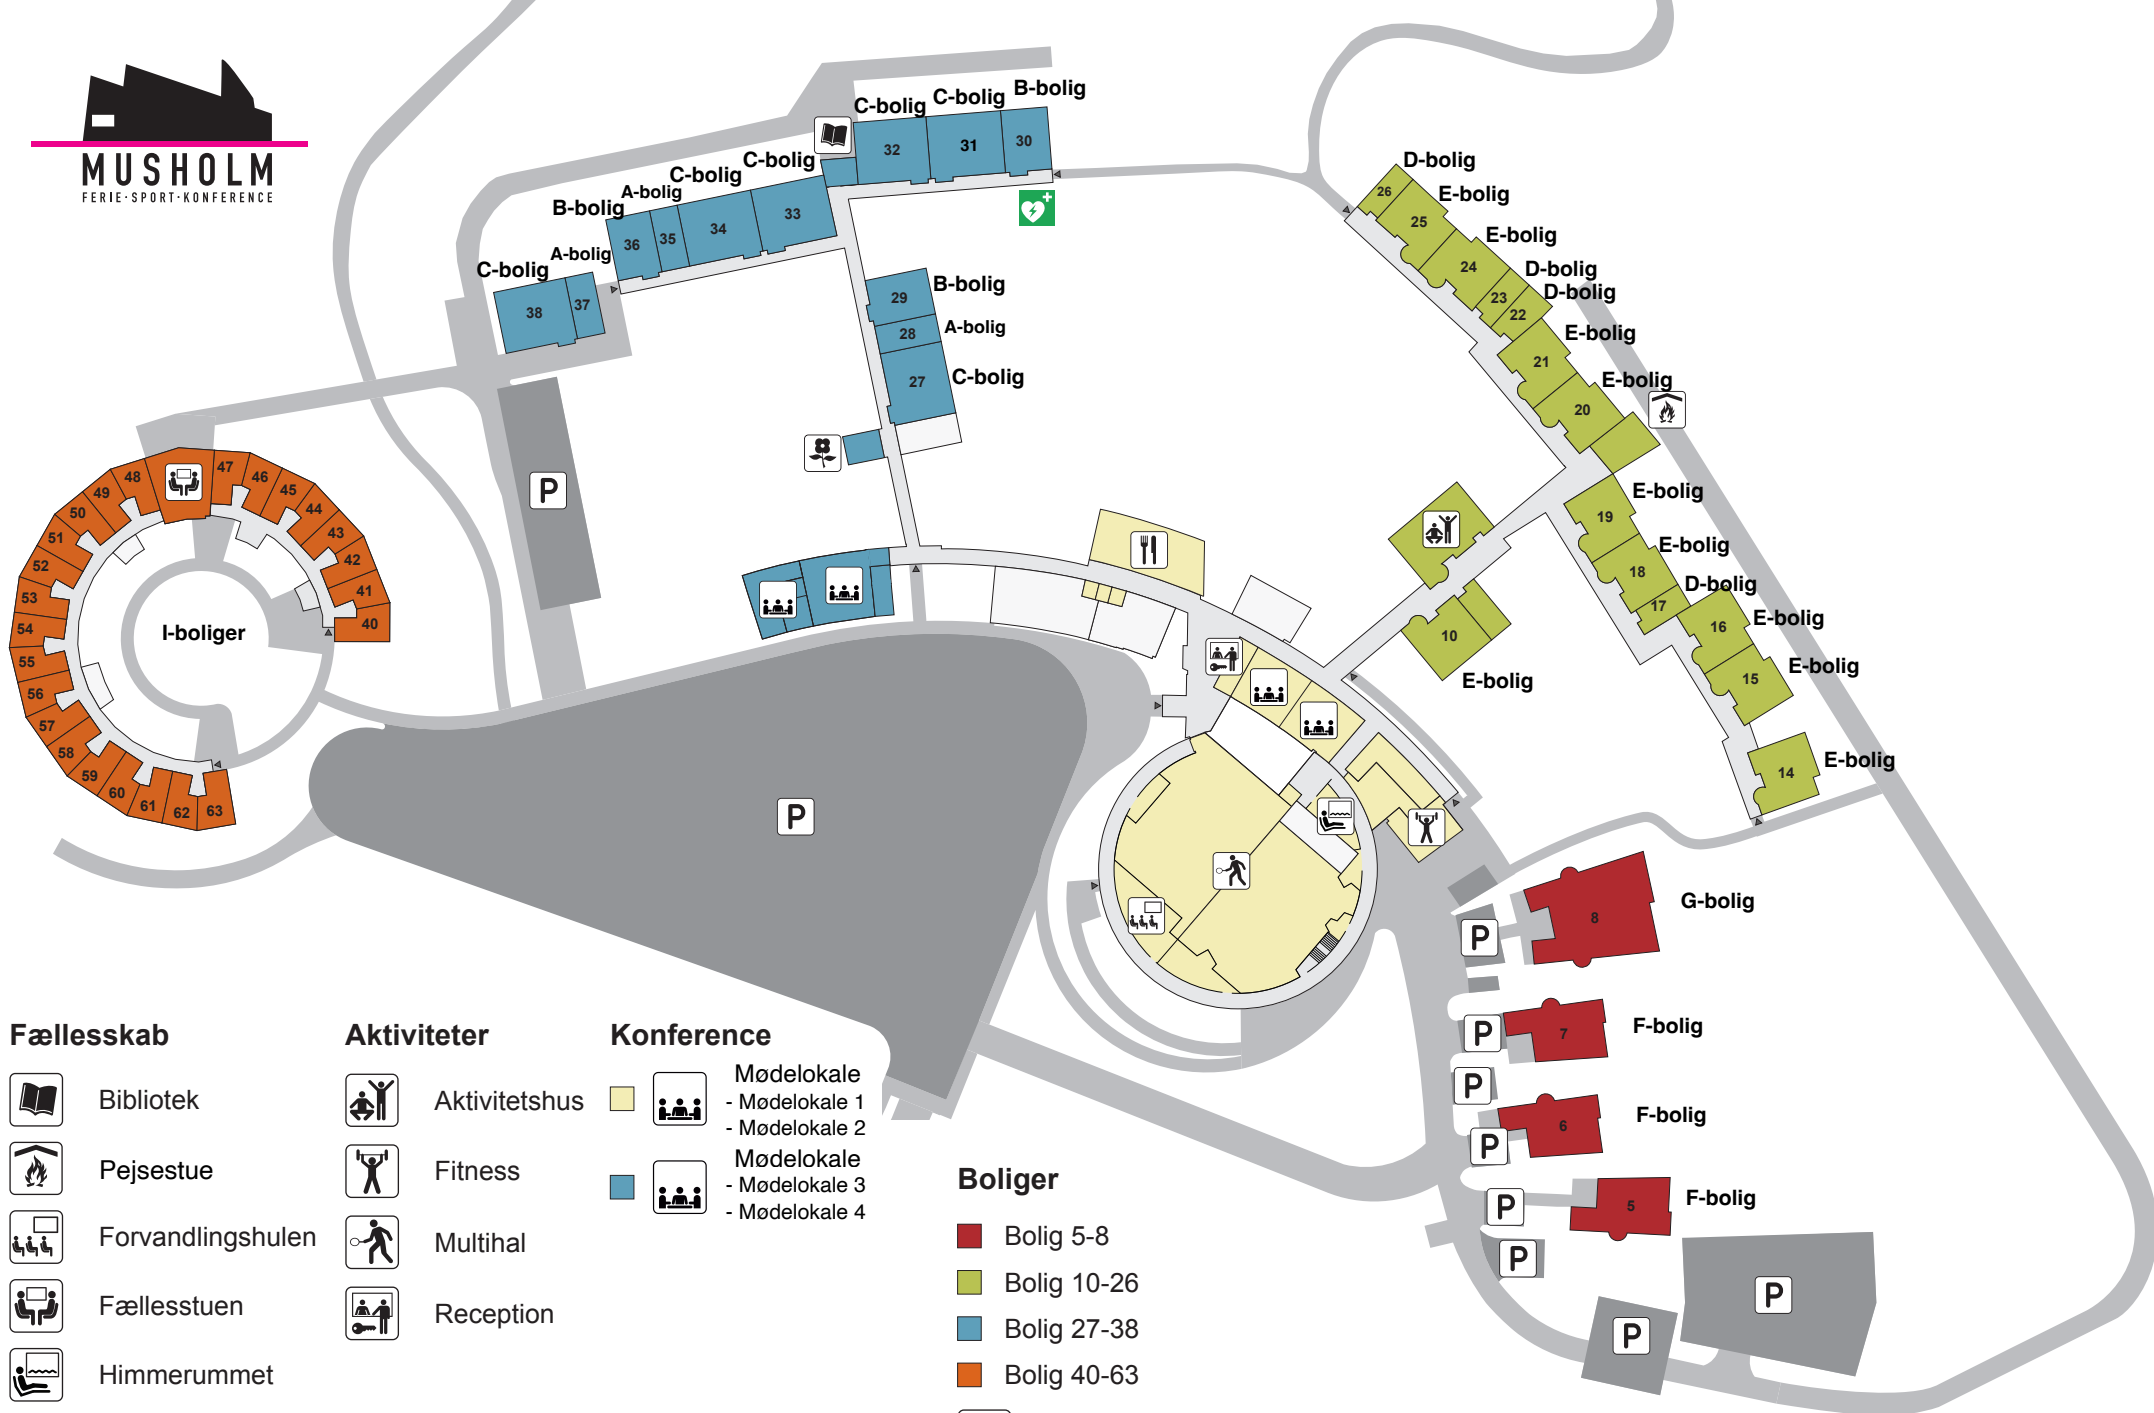 MUSHOLM
FERIE·SPORT·KONFERENCE
C-bolig
C-bolig
B-bolig
32
31
30
C-bolig
C-bolig
A-bolig
B-bolig
36
35
34
33
A-bolig
C-bolig
38
37
29
B-bolig
28
A-bolig
27
C-bolig
D-bolig
26
E-bolig
25
E-bolig
24
D-bolig
23
D-bolig
22
E-bolig
21
E-bolig
20
E-bolig
19
E-bolig
18
D-bolig
17
E-bolig
16
E-bolig
15
E-bolig
14
10
E-bolig
P
48
47
46
45
44
43
42
41
40
49
50
51
52
53
54
55
56
57
58
59
60
61
62
63
I-boliger
P
G-bolig
8
P
F-bolig
7
P
P
F-bolig
6
P
F-bolig
5
P
P
P
P
Fællesskab
Bibliotek
Pejsestue
Forvandlingshulen
Fællesstuen
Himmerummet
Aktiviteter
Aktivitetshus
Fitness
Multihal
Reception
Konference
Mødelokale
- Mødelokale 1
- Mødelokale 2
Mødelokale
- Mødelokale 3
- Mødelokale 4
Boliger
Bolig 5-8
Bolig 10-26
Bolig 27-38
Bolig 40-63